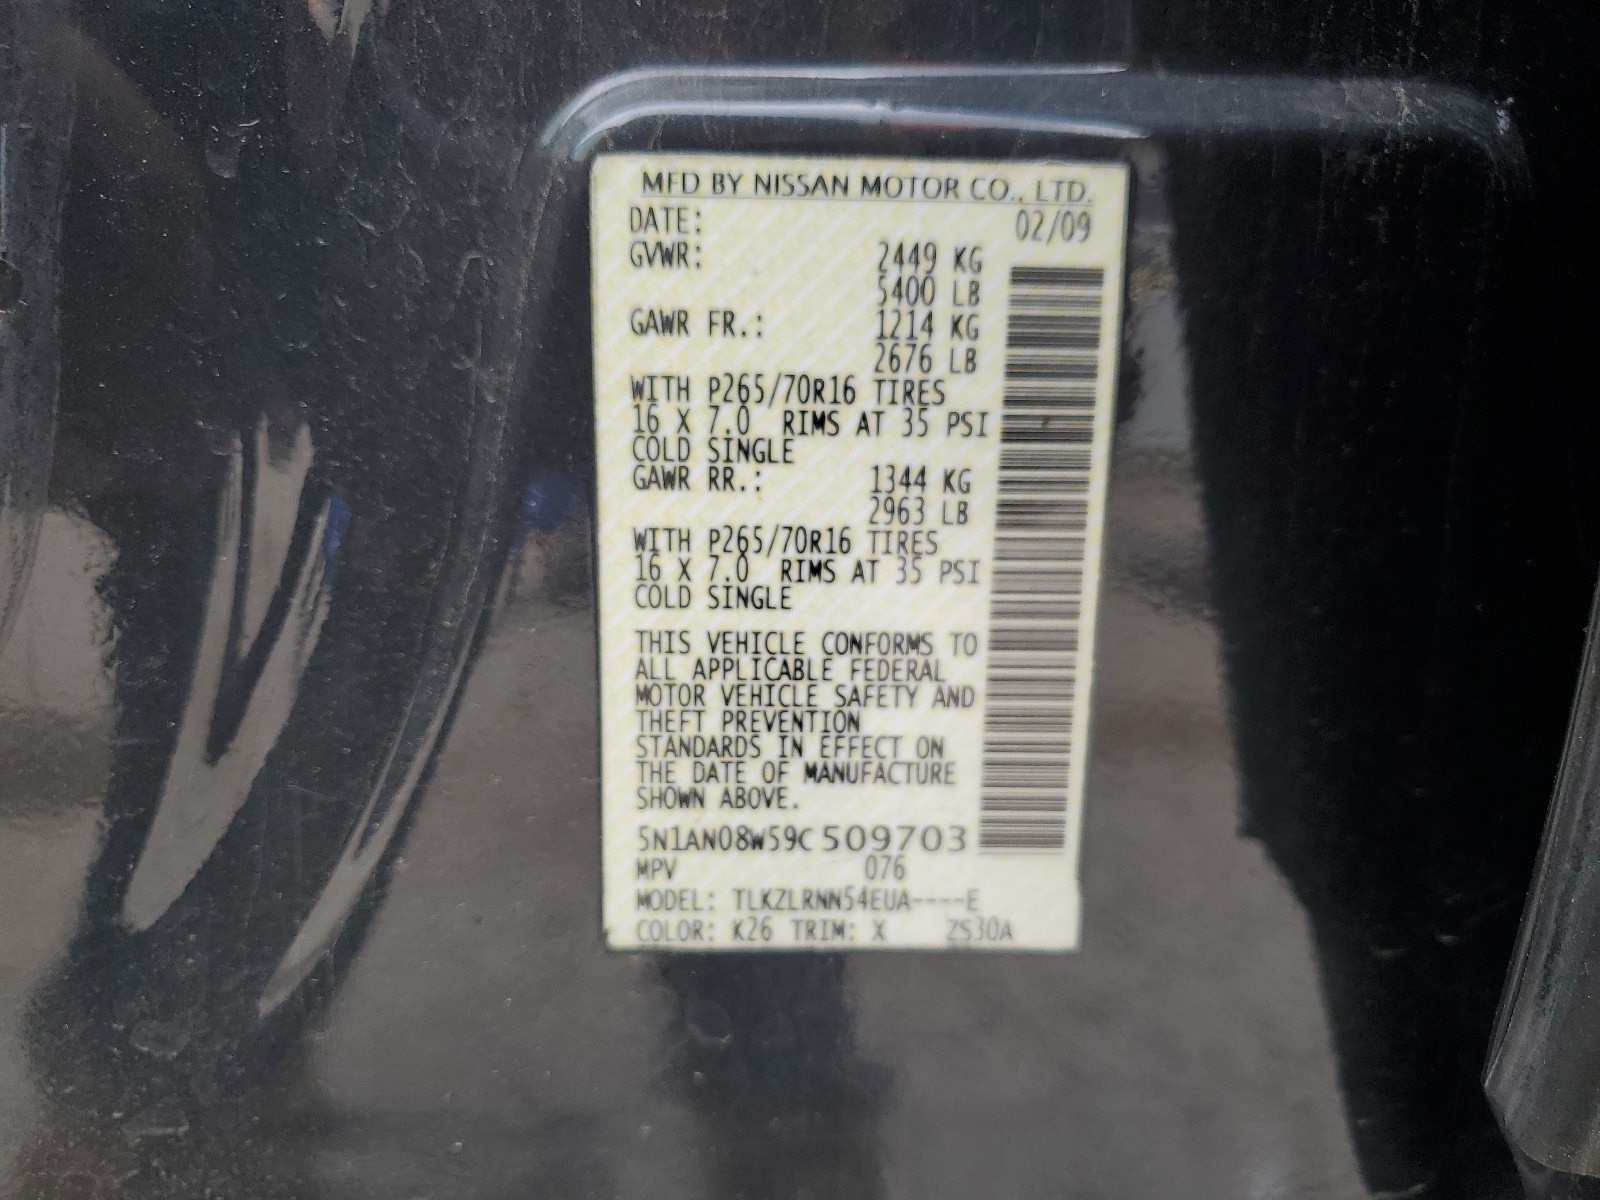 MFD BY NISSAN MOTOR CO., LTD.
DATE: 02/09
GVWR: 2449 KG
5400 LB
GAWR FR.: 1214 KG
2676 LB
WITH P265/70R16 TIRES
16 X 7.0 RIMS AT 35 PSI
COLD SINGLE
GAWR RR.: 1344 KG
2963 LB
WITH P265/70R16 TIRES
16 X 7.0 RIMS AT 35 PSI
COLD SINGLE
THIS VEHICLE CONFORMS TO
ALL APPLICABLE FEDERAL
MOTOR VEHICLE SAFETY AND
THEFT PREVENTION
STANDARDS IN EFFECT ON
THE DATE OF MANUFACTURE
SHOWN ABOVE.
5N1AN08W59C509703
MPV 076
MODEL: TLKZLRNN54EUA----E
COLOR: K26 TRIM: X ZS30A